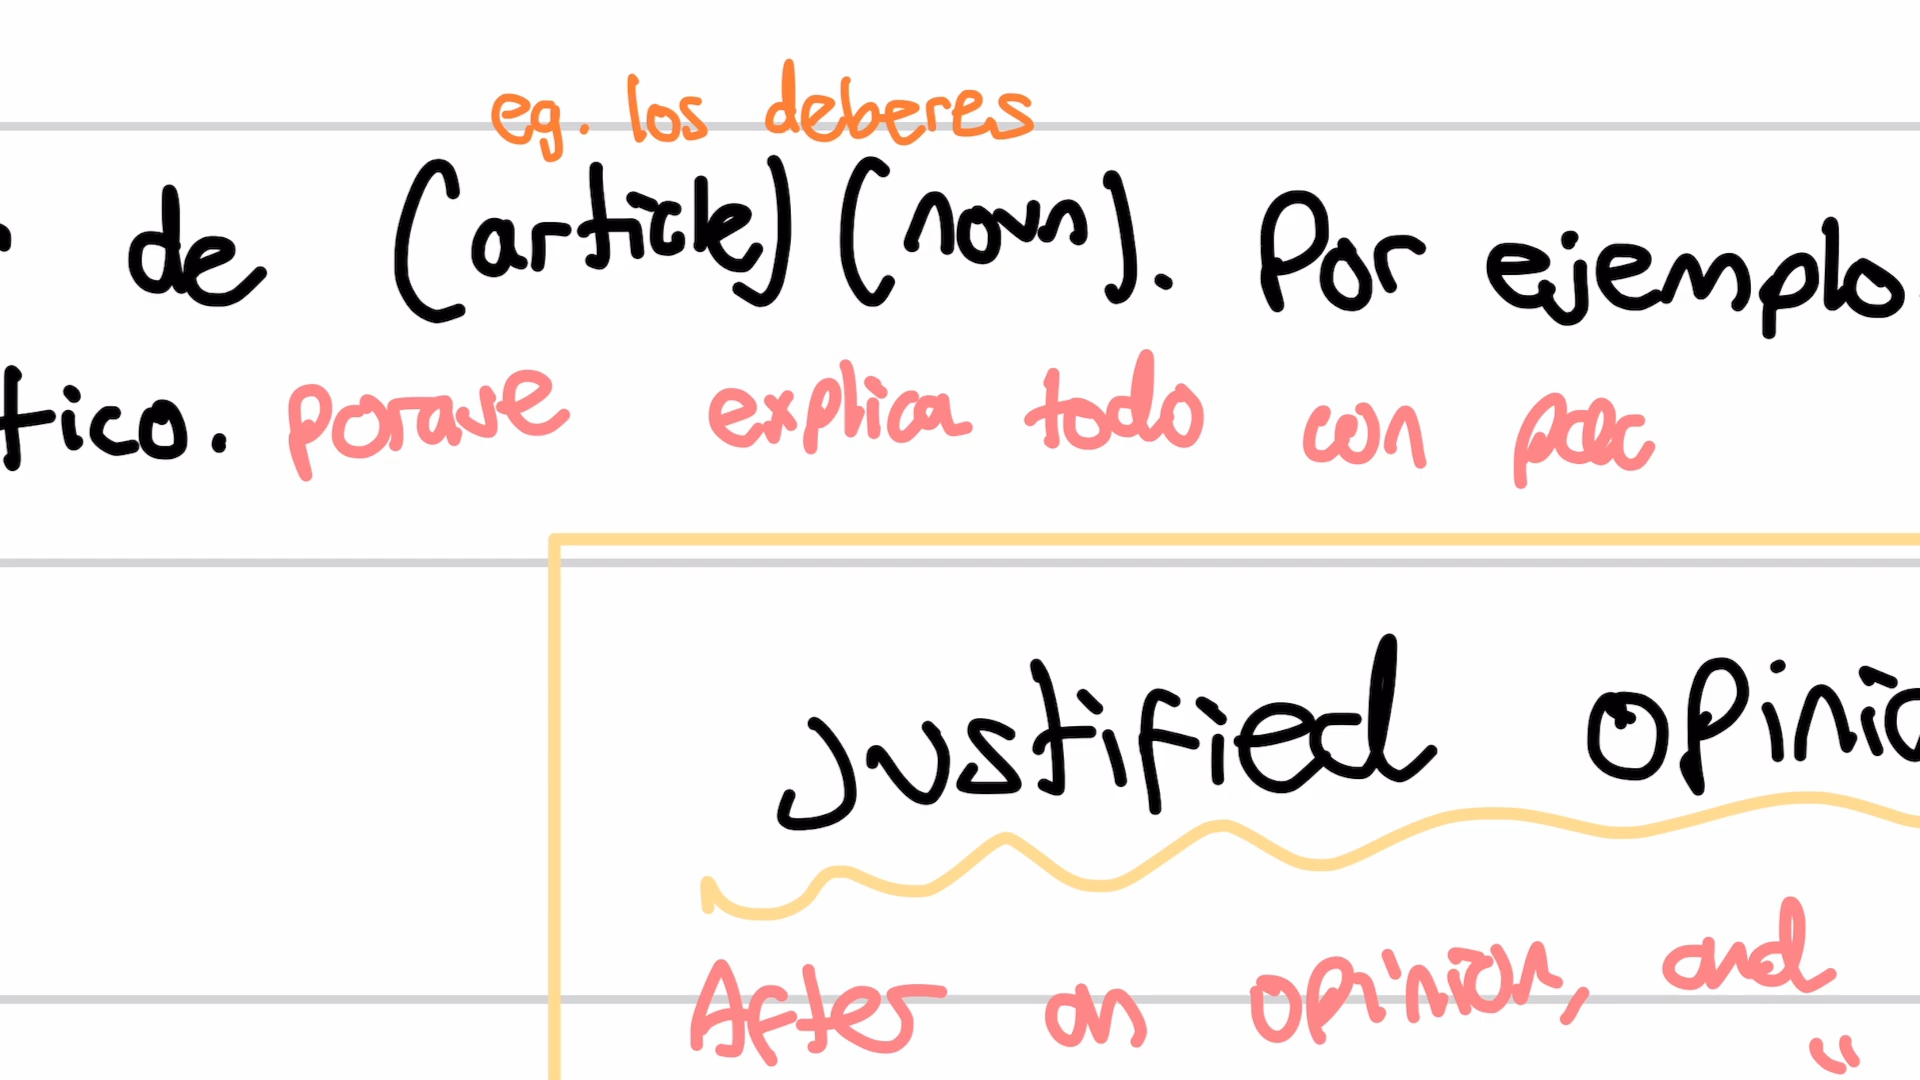 eg. los deberes
de (article) (noun). Por ejemplo
tico. porque explica todo con pac
Justified opinio
After an opinion, and
"